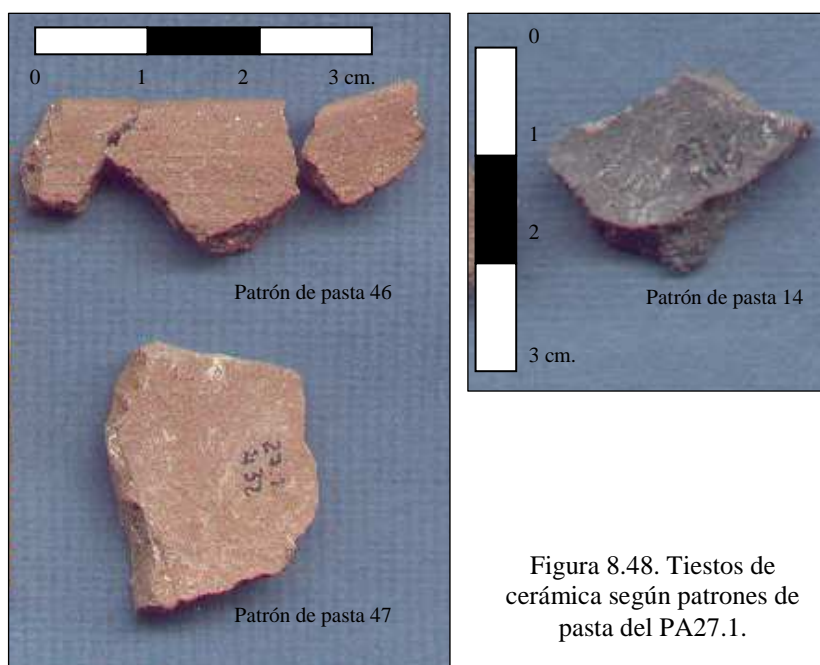 0 1 2 3 cm.
Patrón de pasta 46
Patrón de pasta 47
0
1
2
3 cm.
Patrón de pasta 14
Figura 8.48. Tiestos de
cerámica según patrones de
pasta del PA27.1.